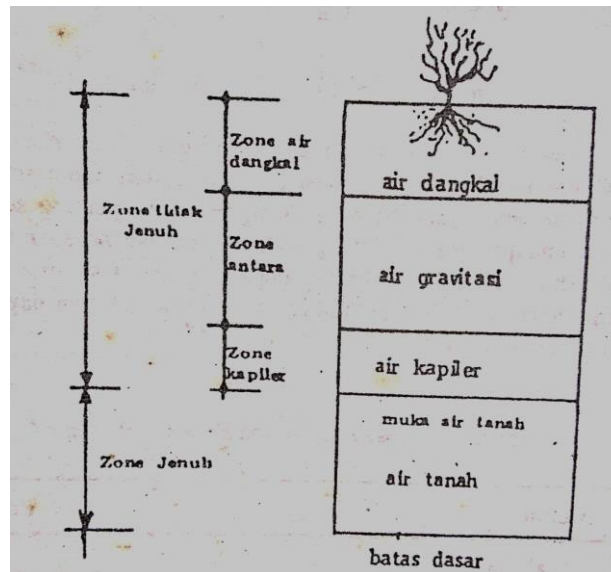 Zone air
dangkal
air dangkal
Zone tidak
Jenuh
Zone
antara
air gravitasi
Zone
kapiler
air kapiler
muka air tanah
Zone Jenuh
air tanah
batas dasar